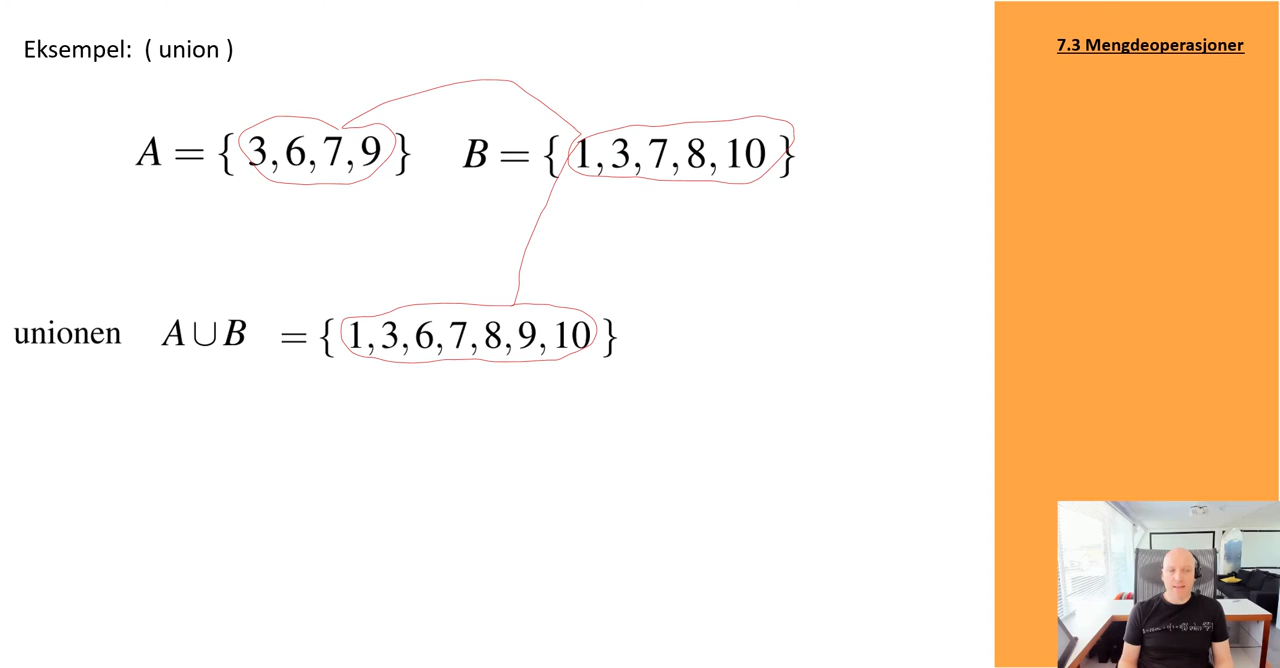 Eksempel: ( union )
7.3 Mengdeoperasjoner
A = { 3, 6, 7, 9 } B = { 1, 3, 7, 8, 10 }
unionen A ∪ B = { 1, 3, 6, 7, 8, 9, 10 }